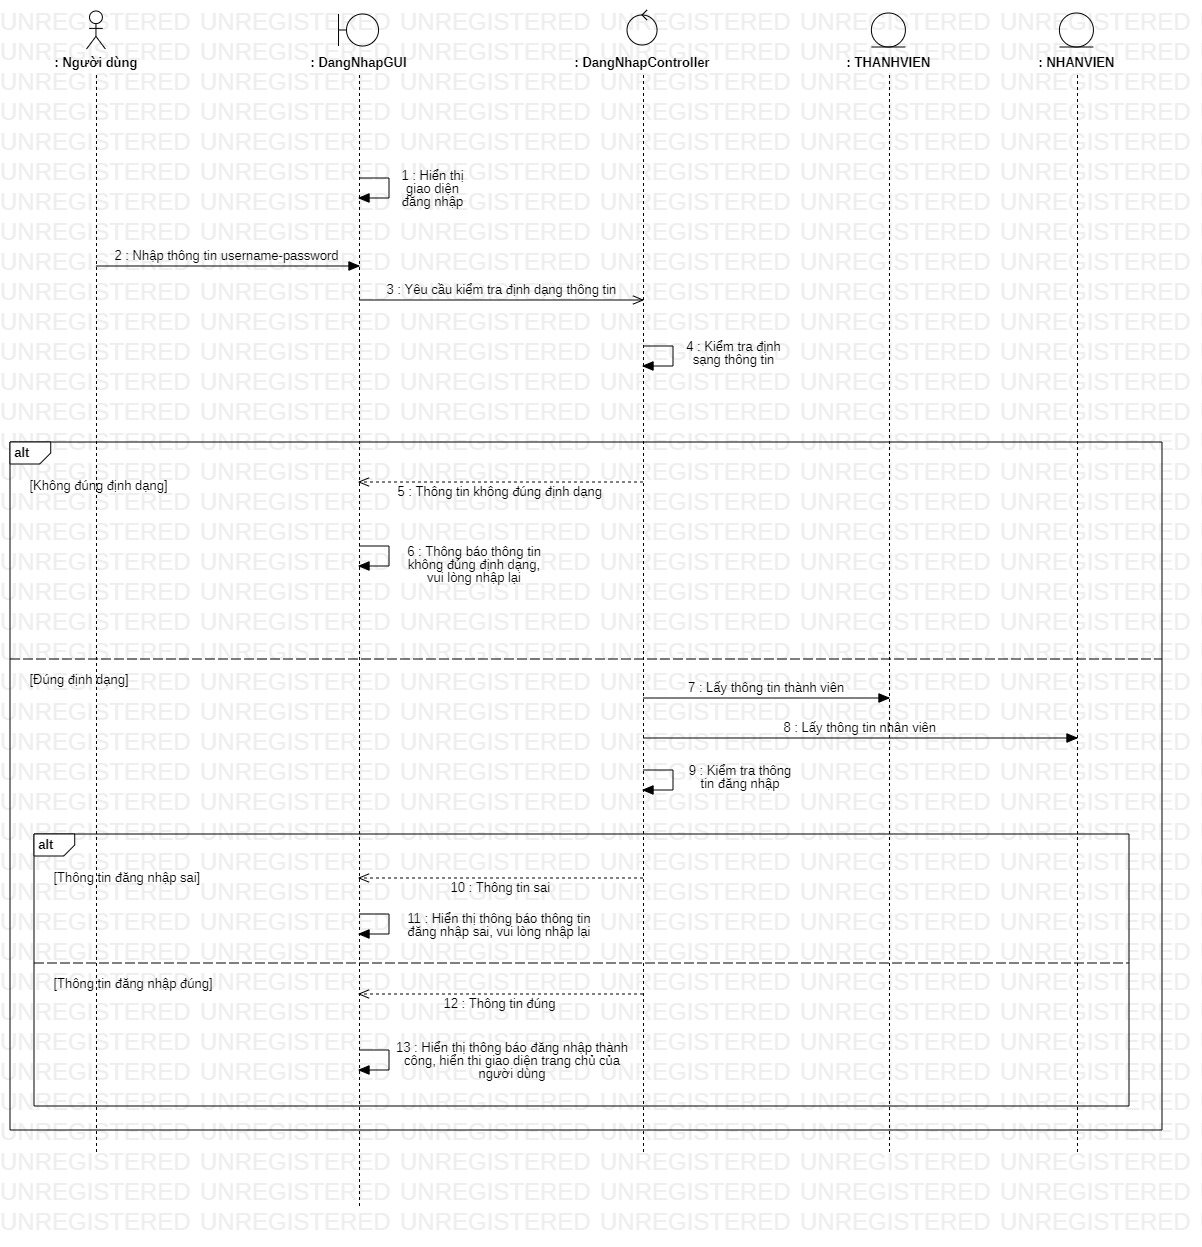 : Người dùng
: DangNhapGUI
: DangNhapController
: THANHVIEN
: NHANVIEN
1 : Hiển thị
giao diện
đăng nhập
2 : Nhập thông tin username-password
3 : Yêu cầu kiểm tra định dạng thông tin
4 : Kiểm tra định
sạng thông tin
alt
[Không đúng định dạng]
5 : Thông tin không đúng định dạng
6 : Thông báo thông tin
không đúng định dạng,
vui lòng nhập lại
[Đúng định dạng]
7 : Lấy thông tin thành viên
8 : Lấy thông tin nhân viên
9 : Kiểm tra thông
tin đăng nhập
alt
[Thông tin đăng nhập sai]
10 : Thông tin sai
11 : Hiển thị thông báo thông tin
đăng nhập sai, vui lòng nhập lại
[Thông tin đăng nhập đúng]
12 : Thông tin đúng
13 : Hiển thị thông báo đăng nhập thành
công, hiển thi giao diện trang chủ của
người dùng
UNREGISTERED